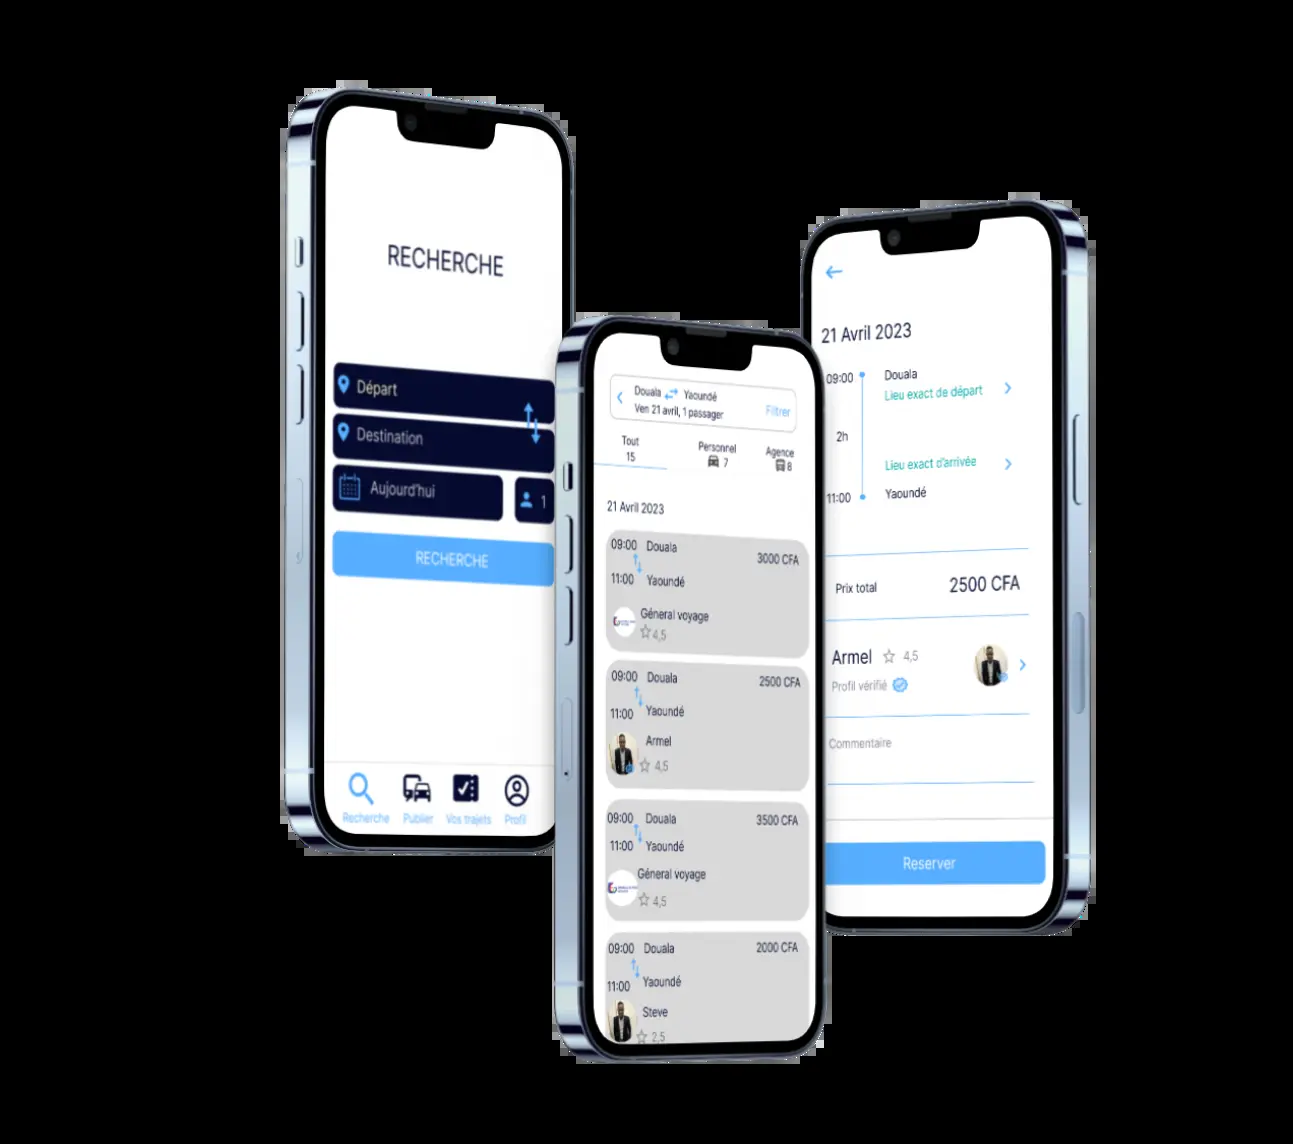 RECHERCHE
Départ
Destination
Aujourd'hui
1
RECHERCHE
Recherche
Publier
Vos trajets
Profil
Douala Yaoundé
Ven 21 avril, 1 passager
Filtrer
Tout
15
Personnel
7
Agence
8
21 Avril 2023
09:00 Douala
3000 CFA
11:00 Yaoundé
Géneral voyage
4,5
09:00 Douala
2500 CFA
11:00 Yaoundé
Armel
4,5
09:00 Douala
3500 CFA
11:00 Yaoundé
Géneral voyage
4,5
09:00 Douala
2000 CFA
11:00 Yaoundé
Steve
2,5
21 Avril 2023
09:00 Douala
Lieu exact de départ
2h
Lieu exact d'arrivée
11:00 Yaoundé
Prix total 2500 CFA
Armel 4,5
Profil vérifié
Commentaire
Reserver